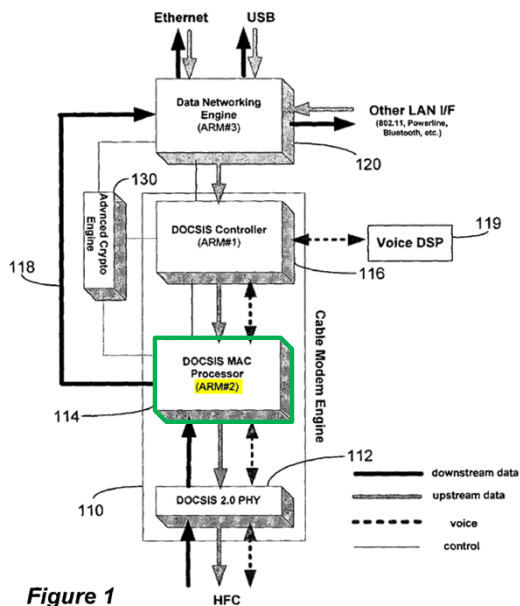 Ethernet
USB
Data Networking
Engine
(ARM#3)
Other LAN I/F
(802.11, Powerline,
Bluetooth, etc.)
120
130
Advnced Crypto
Engine
DOCSIS Controller
(ARM#1)
Voice DSP
119
116
118
Cable Modem Engine
DOCSIS MAC
Processor
(ARM#2)
114
112
110
DOCSIS 2.0 PHY
downstream data
upstream data
voice
control
Figure 1
HFC